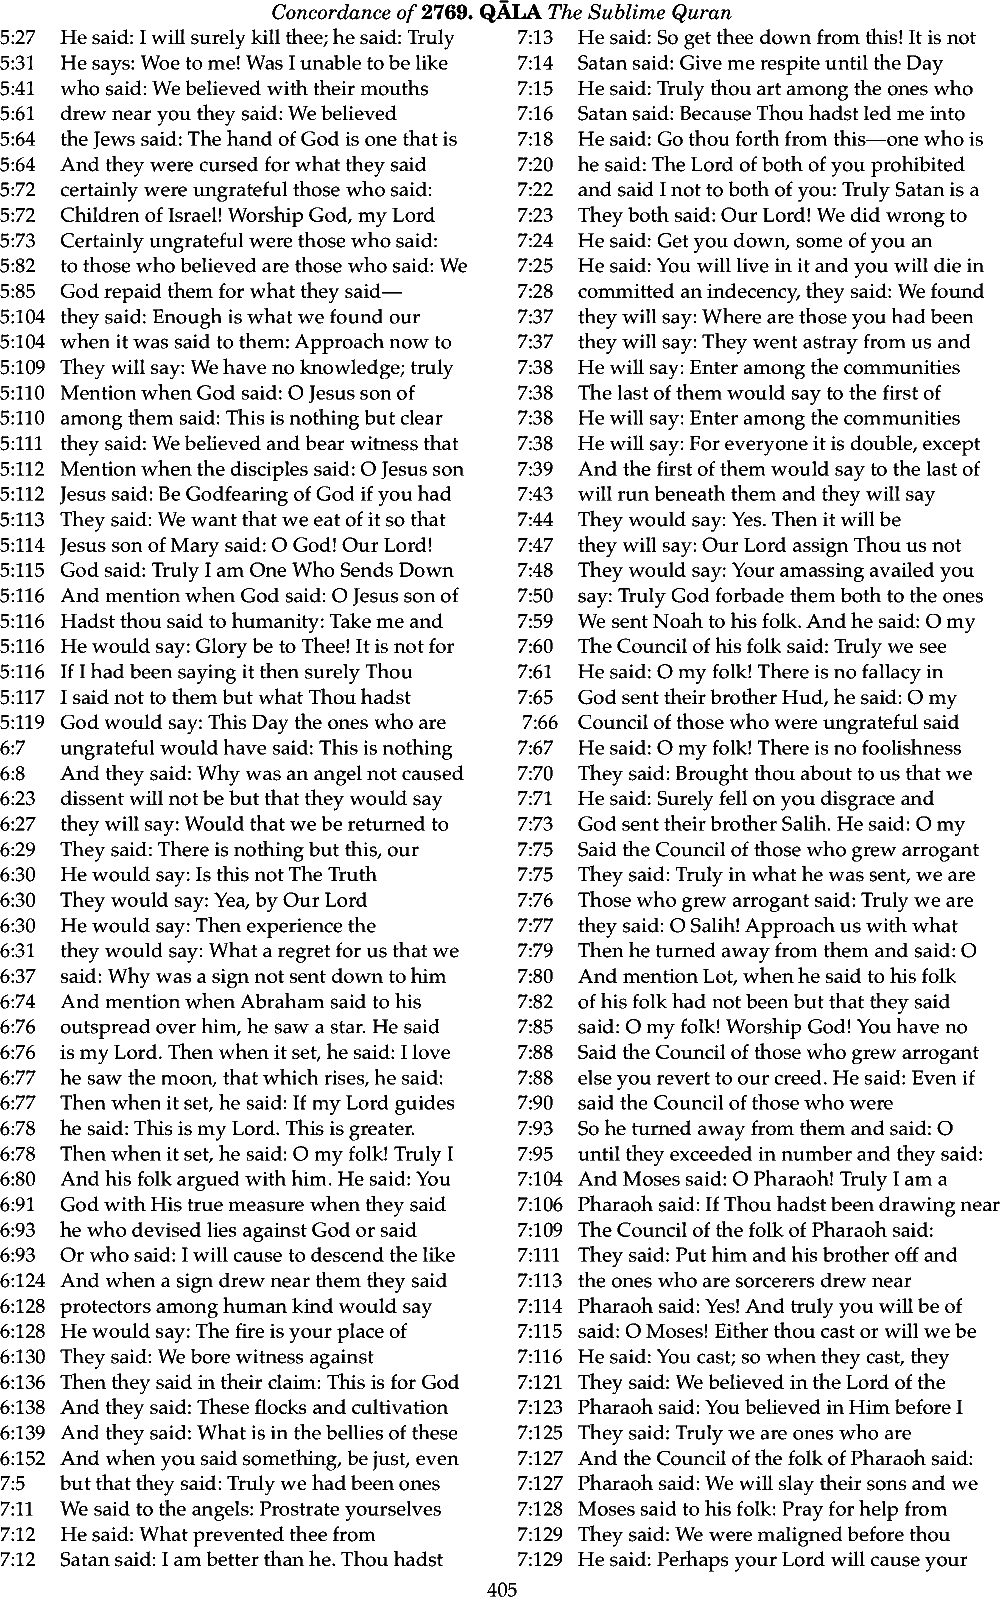 Concordance of 2769. QĀLA The Sublime Quran
5:27 He said: I will surely kill thee; he said: Truly
5:31 He says: Woe to me! Was I unable to be like
5:41 who said: We believed with their mouths
5:61 drew near you they said: We believed
5:64 the Jews said: The hand of God is one that is
5:64 And they were cursed for what they said
5:72 certainly were ungrateful those who said:
5:72 Children of Israel! Worship God, my Lord
5:73 Certainly ungrateful were those who said:
5:82 to those who believed are those who said: We
5:85 God repaid them for what they said—
5:104 they said: Enough is what we found our
5:104 when it was said to them: Approach now to
5:109 They will say: We have no knowledge; truly
5:110 Mention when God said: O Jesus son of
5:110 among them said: This is nothing but clear
5:111 they said: We believed and bear witness that
5:112 Mention when the disciples said: O Jesus son
5:112 Jesus said: Be Godfearing of God if you had
5:113 They said: We want that we eat of it so that
5:114 Jesus son of Mary said: O God! Our Lord!
5:115 God said: Truly I am One Who Sends Down
5:116 And mention when God said: O Jesus son of
5:116 Hadst thou said to humanity: Take me and
5:116 He would say: Glory be to Thee! It is not for
5:116 If I had been saying it then surely Thou
5:117 I said not to them but what Thou hadst
5:119 God would say: This Day the ones who are
6:7 ungrateful would have said: This is nothing
6:8 And they said: Why was an angel not caused
6:23 dissent will not be but that they would say
6:27 they will say: Would that we be returned to
6:29 They said: There is nothing but this, our
6:30 He would say: Is this not The Truth
6:30 They would say: Yea, by Our Lord
6:30 He would say: Then experience the
6:31 they would say: What a regret for us that we
6:37 said: Why was a sign not sent down to him
6:74 And mention when Abraham said to his
6:76 outspread over him, he saw a star. He said
6:76 is my Lord. Then when it set, he said: I love
6:77 he saw the moon, that which rises, he said:
6:77 Then when it set, he said: If my Lord guides
6:78 he said: This is my Lord. This is greater.
6:78 Then when it set, he said: O my folk! Truly I
6:80 And his folk argued with him. He said: You
6:91 God with His true measure when they said
6:93 he who devised lies against God or said
6:93 Or who said: I will cause to descend the like
6:124 And when a sign drew near them they said
6:128 protectors among human kind would say
6:128 He would say: The fire is your place of
6:130 They said: We bore witness against
6:136 Then they said in their claim: This is for God
6:138 And they said: These flocks and cultivation
6:139 And they said: What is in the bellies of these
6:152 And when you said something, be just, even
7:5 but that they said: Truly we had been ones
7:11 We said to the angels: Prostrate yourselves
7:12 He said: What prevented thee from
7:12 Satan said: I am better than he. Thou hadst
7:13 He said: So get thee down from this! It is not
7:14 Satan said: Give me respite until the Day
7:15 He said: Truly thou art among the ones who
7:16 Satan said: Because Thou hadst led me into
7:18 He said: Go thou forth from this—one who is
7:20 he said: The Lord of both of you prohibited
7:22 and said I not to both of you: Truly Satan is a
7:23 They both said: Our Lord! We did wrong to
7:24 He said: Get you down, some of you an
7:25 He said: You will live in it and you will die in
7:28 committed an indecency, they said: We found
7:37 they will say: Where are those you had been
7:37 they will say: They went astray from us and
7:38 He will say: Enter among the communities
7:38 The last of them would say to the first of
7:38 He will say: Enter among the communities
7:38 He will say: For everyone it is double, except
7:39 And the first of them would say to the last of
7:43 will run beneath them and they will say
7:44 They would say: Yes. Then it will be
7:47 they will say: Our Lord assign Thou us not
7:48 They would say: Your amassing availed you
7:50 say: Truly God forbade them both to the ones
7:59 We sent Noah to his folk. And he said: O my
7:60 The Council of his folk said: Truly we see
7:61 He said: O my folk! There is no fallacy in
7:65 God sent their brother Hud, he said: O my
7:66 Council of those who were ungrateful said
7:67 He said: O my folk! There is no foolishness
7:70 They said: Brought thou about to us that we
7:71 He said: Surely fell on you disgrace and
7:73 God sent their brother Salih. He said: O my
7:75 Said the Council of those who grew arrogant
7:75 They said: Truly in what he was sent, we are
7:76 Those who grew arrogant said: Truly we are
7:77 they said: O Salih! Approach us with what
7:79 Then he turned away from them and said: O
7:80 And mention Lot, when he said to his folk
7:82 of his folk had not been but that they said
7:85 said: O my folk! Worship God! You have no
7:88 Said the Council of those who grew arrogant
7:88 else you revert to our creed. He said: Even if
7:90 said the Council of those who were
7:93 So he turned away from them and said: O
7:95 until they exceeded in number and they said:
7:104 And Moses said: O Pharaoh! Truly I am a
7:106 Pharaoh said: If Thou hadst been drawing near
7:109 The Council of the folk of Pharaoh said:
7:111 They said: Put him and his brother off and
7:113 the ones who are sorcerers drew near
7:114 Pharaoh said: Yes! And truly you will be of
7:115 said: O Moses! Either thou cast or will we be
7:116 He said: You cast; so when they cast, they
7:121 They said: We believed in the Lord of the
7:123 Pharaoh said: You believed in Him before I
7:125 They said: Truly we are ones who are
7:127 And the Council of the folk of Pharaoh said:
7:127 Pharaoh said: We will slay their sons and we
7:128 Moses said to his folk: Pray for help from
7:129 They said: We were maligned before thou
7:129 He said: Perhaps your Lord will cause your
405